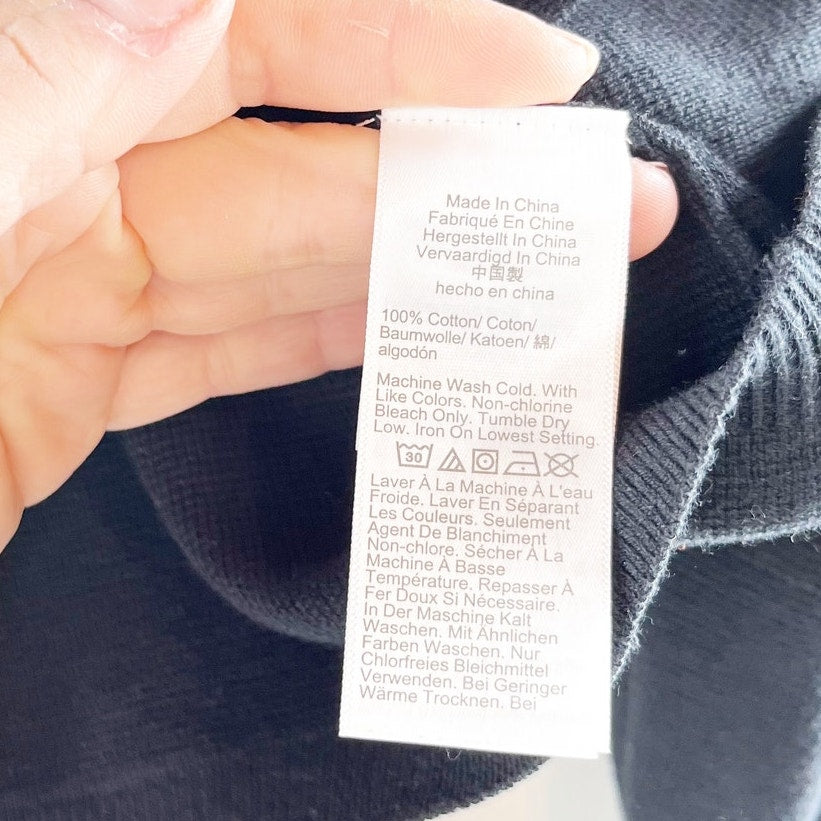 Made In China
Fabriqué En Chine
Hergestellt In China
Vervaardigd In China
中国製
hecho en china
100% Cotton/ Coton/
Baumwolle/ Katoen/ 綿/
algodón
Machine Wash Cold. With
Like Colors. Non-chlorine
Bleach Only. Tumble Dry
Low. Iron On Lowest Setting.
30
Laver À La Machine À L'eau
Froide. Laver En Séparant
Les Couleurs. Seulement
Agent De Blanchiment
Non-chlore. Sécher À La
Machine À Basse
Température. Repasser À
Fer Doux Si Nécessaire.
In Der Maschine Kalt
Waschen. Mit Ähnlichen
Farben Waschen. Nur
Chlorfreies Bleichmittel
Verwenden. Bei Geringer
Wärme Trocknen. Bei